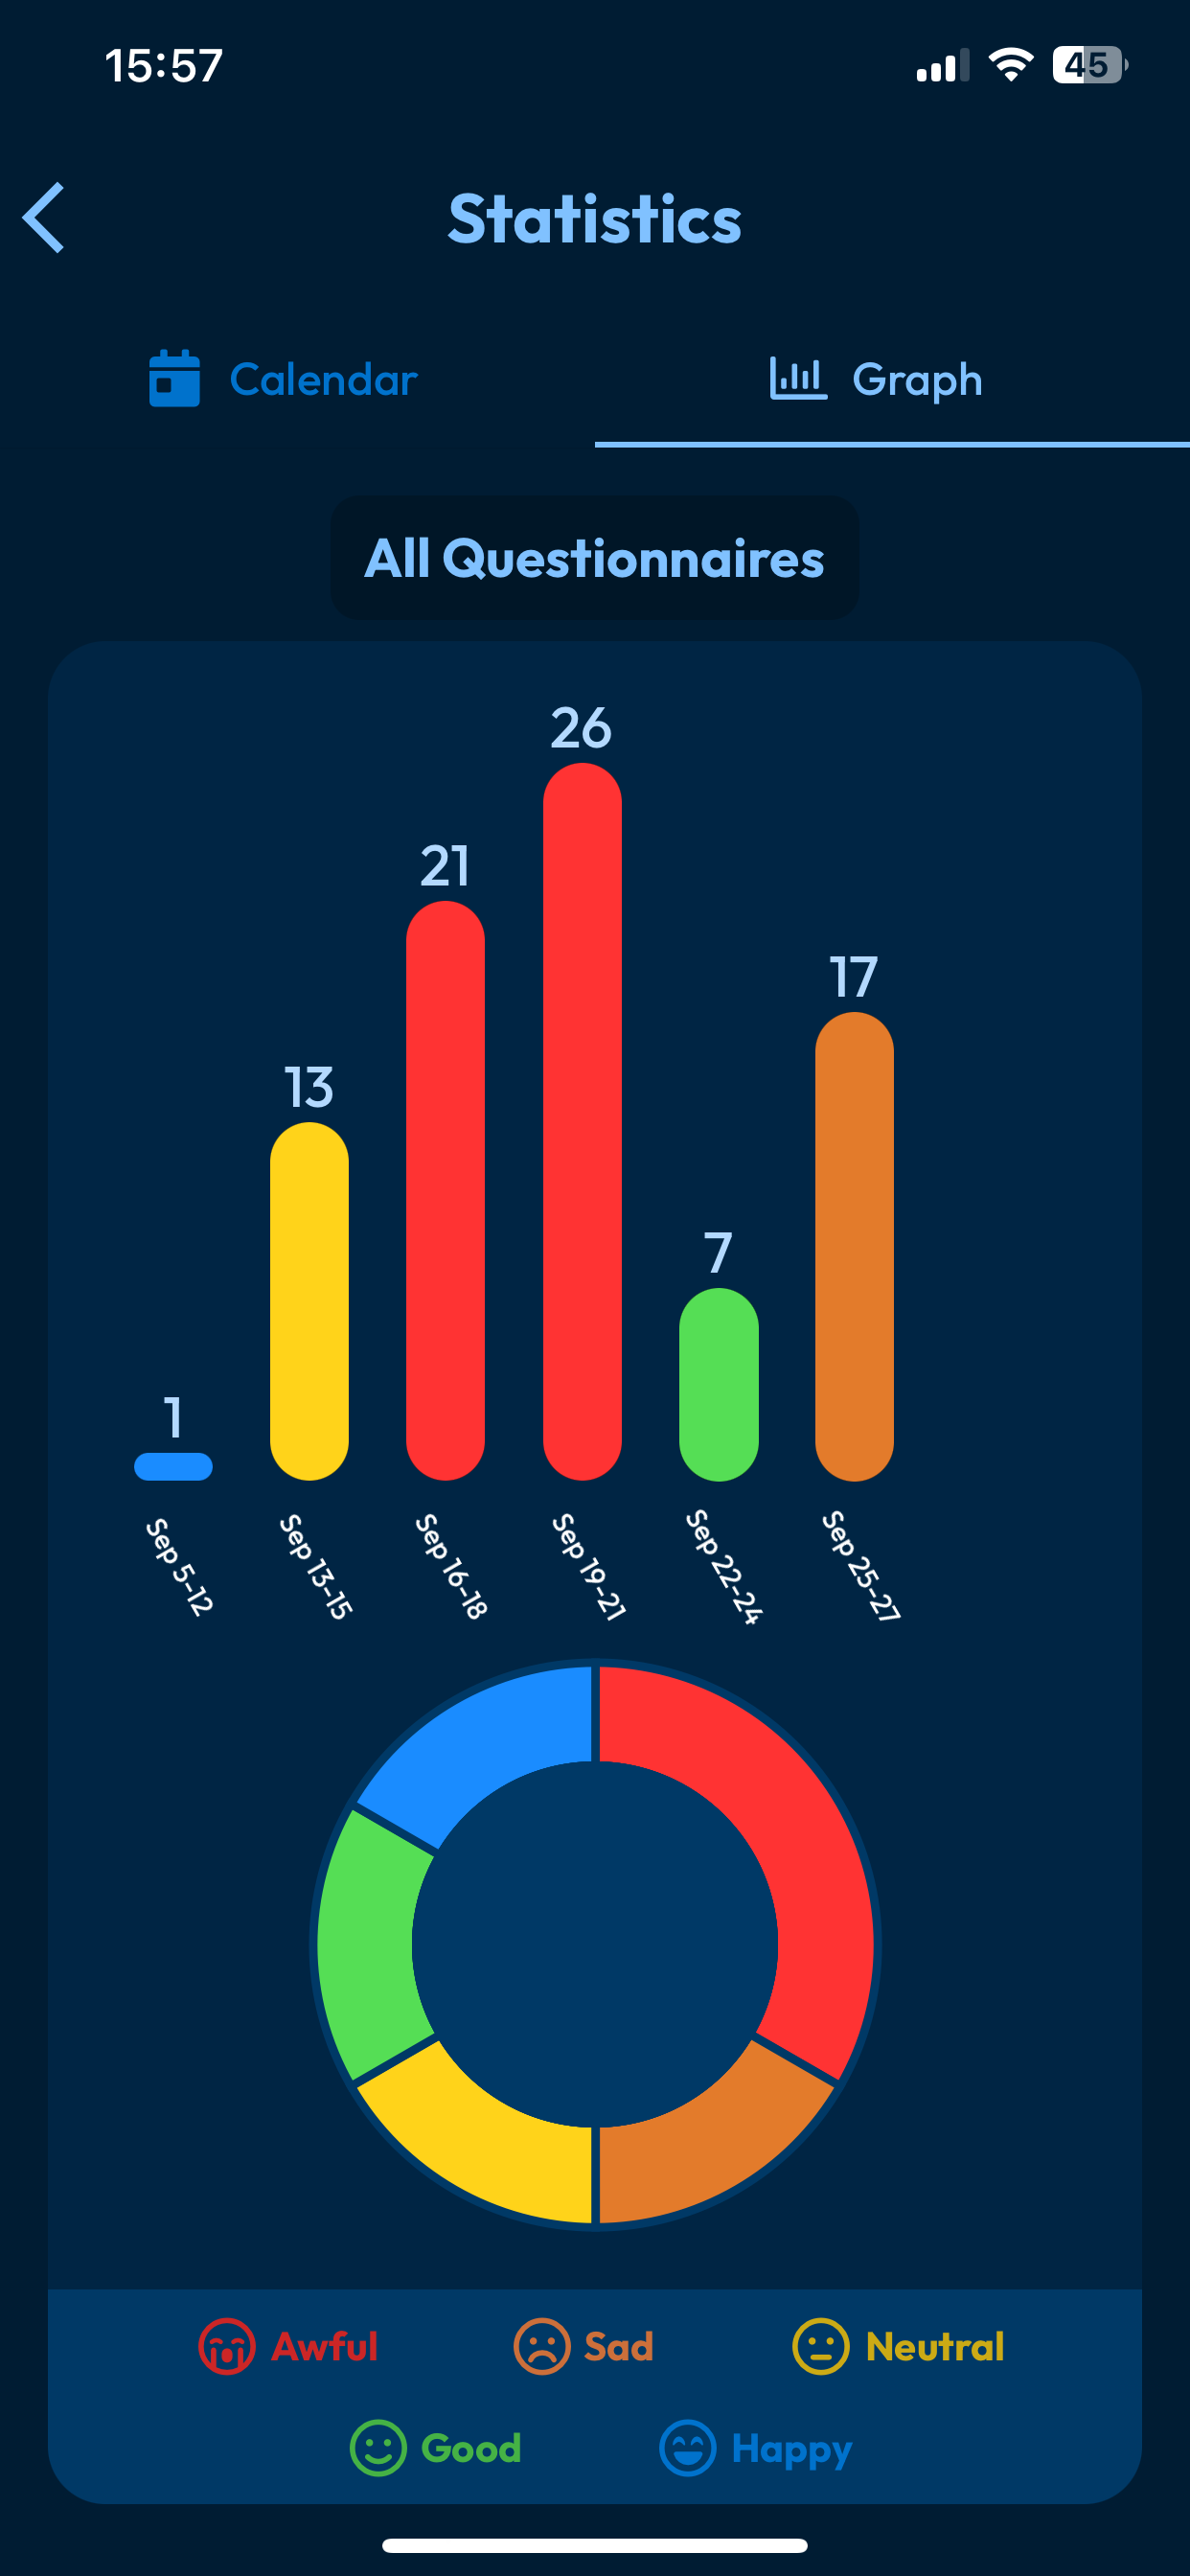 15:57
45
Statistics
Calendar
Graph
All Questionnaires
26
21
17
13
7
1
Sep 5-12
Sep 13-15
Sep 16-18
Sep 19-21
Sep 22-24
Sep 25-27
Awful
Sad
Neutral
Good
Happy